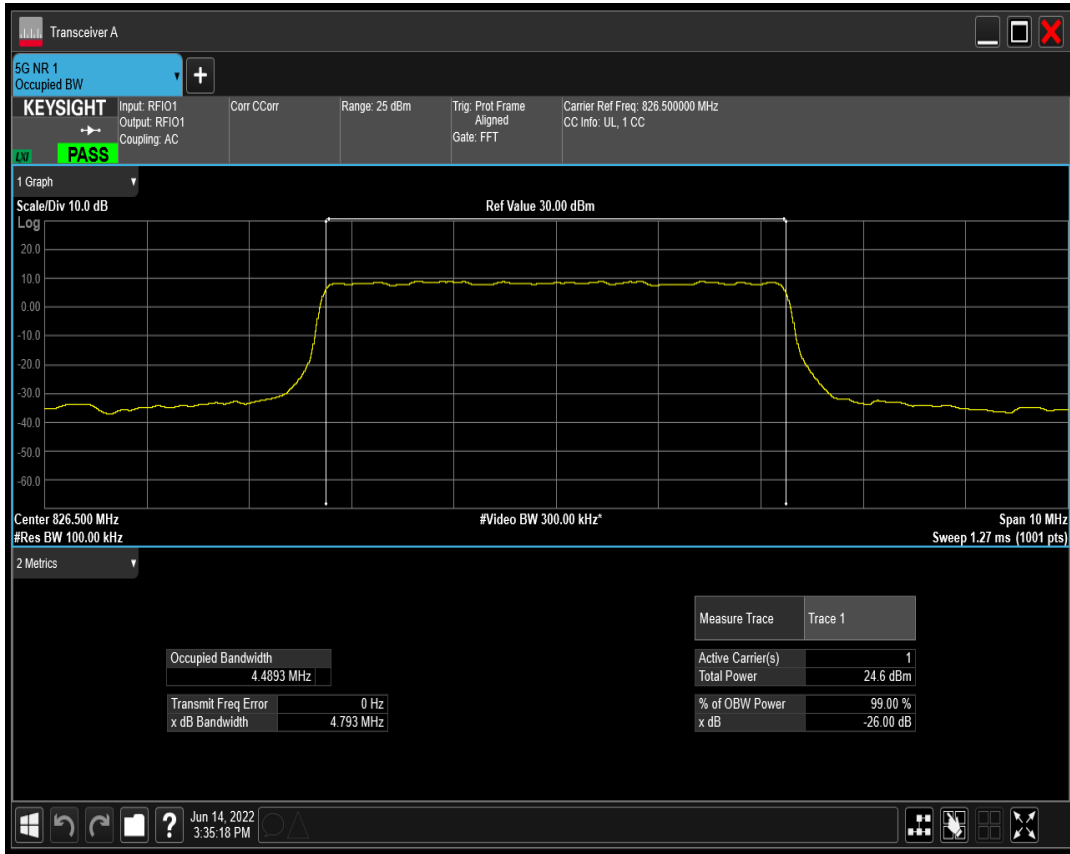 Transceiver A
5G NR 1
Occupied BW
+
KEYSIGHT
LXI
PASS
Input: RFIO1
Output: RFIO1
Coupling: AC
Corr CCorr
Range: 25 dBm
Trig: Prot Frame
Aligned
Gate: FFT
Carrier Ref Freq: 826.500000 MHz
CC Info: UL, 1 CC
1 Graph
Scale/Div 10.0 dB
Ref Value 30.00 dBm
Log
20.0
10.0
0.00
-10.0
-20.0
-30.0
-40.0
-50.0
-60.0
Center 826.500 MHz
#Video BW 300.00 kHz*
Span 10 MHz
#Res BW 100.00 kHz
Sweep 1.27 ms (1001 pts)
2 Metrics
Measure Trace Trace 1
Occupied Bandwidth
4.4893 MHz
Active Carrier(s) 1
Total Power 24.6 dBm
Transmit Freq Error 0 Hz
x dB Bandwidth 4.793 MHz
% of OBW Power 99.00 %
x dB -26.00 dB
?
Jun 14, 2022
3:35:18 PM